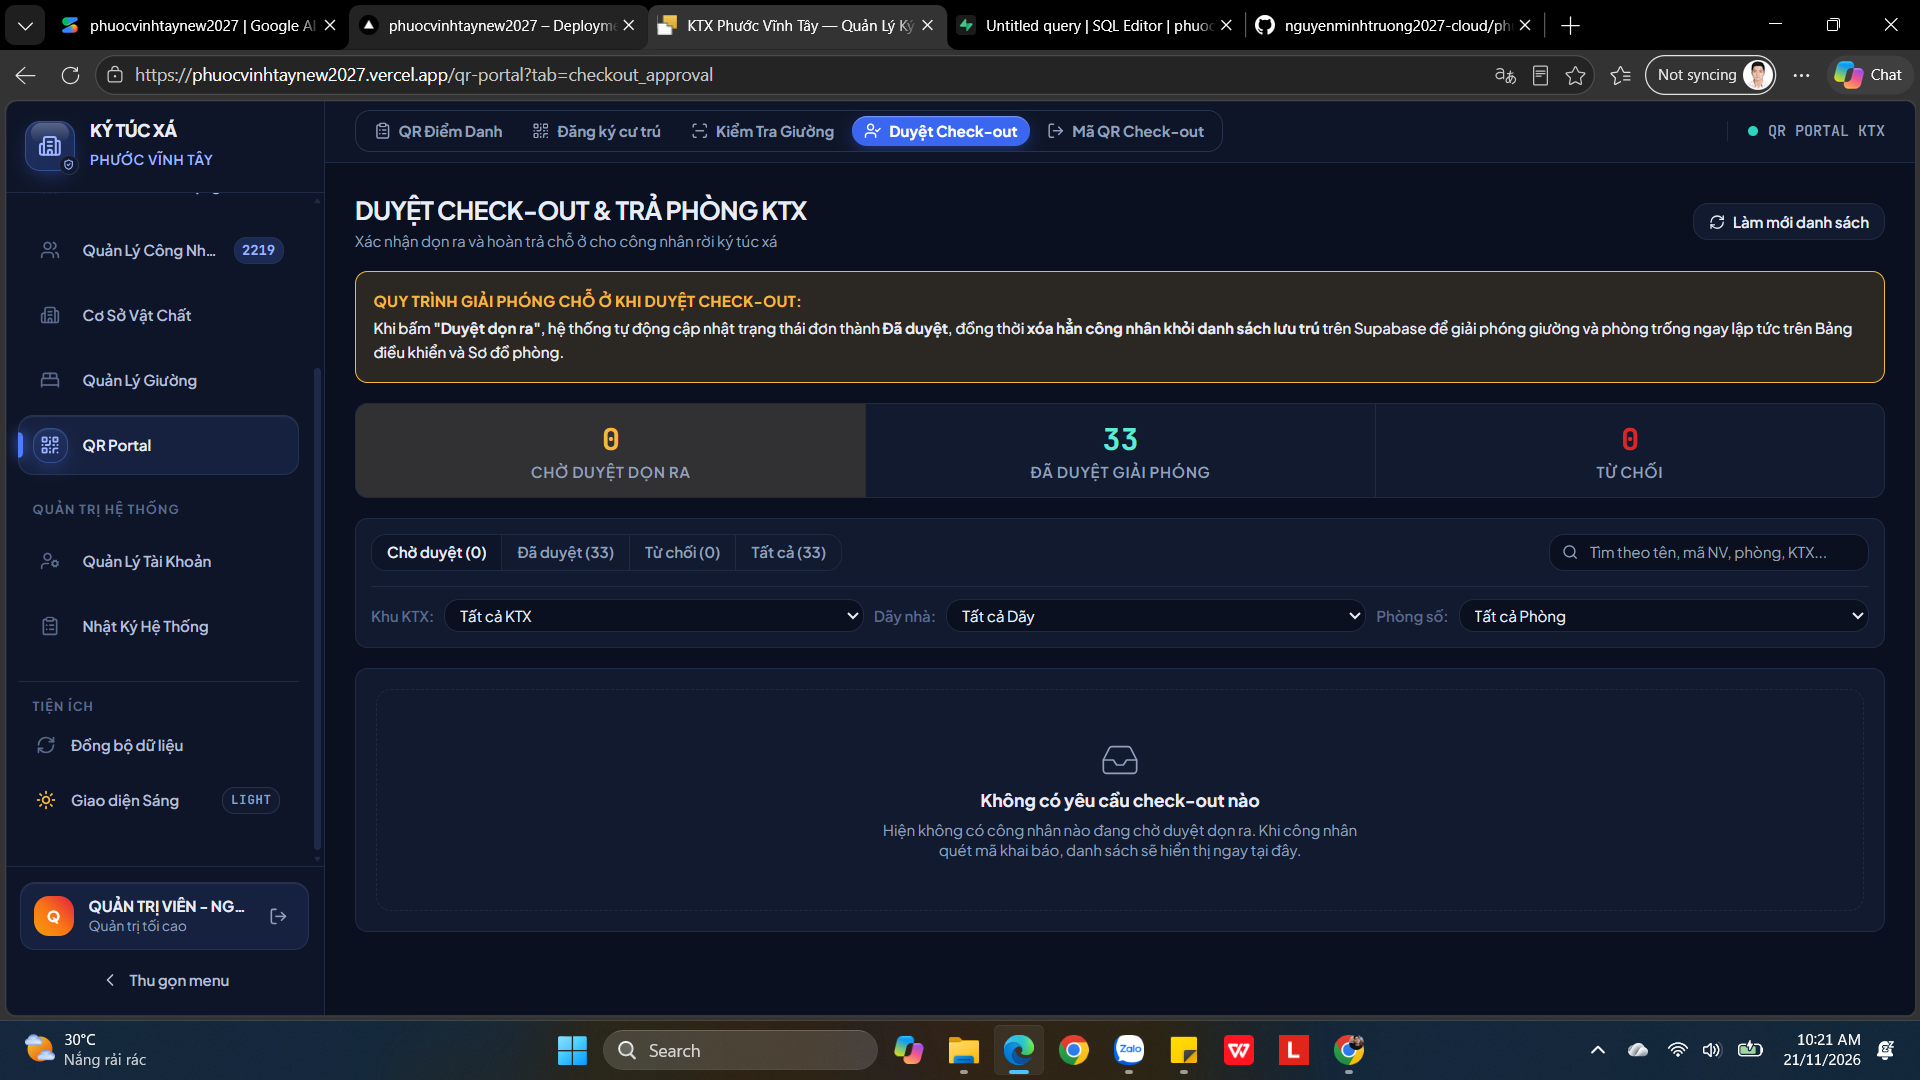 phuocvinhtaynew2027 | Google AI
phuocvinhtaynew2027 – Deployme
KTX Phước Vĩnh Tây — Quản Lý Ký
Untitled query | SQL Editor | phuoc
nguyenminhtruong2027-cloud/ph
https://phuocvinhtaynew2027.vercel.app/qr-portal?tab=checkout_approval
Not syncing
Chat
KÝ TÚC XÁ
PHƯỚC VĨNH TÂY
Quản Lý Công Nh... 2219
Cơ Sở Vật Chất
Quản Lý Giường
QR Portal
QUẢN TRỊ HỆ THỐNG
Quản Lý Tài Khoản
Nhật Ký Hệ Thống
TIỆN ÍCH
Đồng bộ dữ liệu
Giao diện Sáng LIGHT
Q
QUẢN TRỊ VIÊN - NG...
Quản trị tối cao
Thu gọn menu
QR Điểm Danh
Đăng ký cư trú
Kiểm Tra Giường
Duyệt Check-out
Mã QR Check-out
QR PORTAL KTX
DUYỆT CHECK-OUT & TRẢ PHÒNG KTX
Xác nhận dọn ra và hoàn trả chỗ ở cho công nhân rời ký túc xá
Làm mới danh sách
QUY TRÌNH GIẢI PHÓNG CHỖ Ở KHI DUYỆT CHECK-OUT:
Khi bấm "Duyệt dọn ra", hệ thống tự động cập nhật trạng thái đơn thành Đã duyệt, đồng thời xóa hẳn công nhân khỏi danh sách lưu trú trên Supabase để giải phóng giường và phòng trống ngay lập tức trên Bảng
điều khiển và Sơ đồ phòng.
0
CHỜ DUYỆT DỌN RA
33
ĐÃ DUYỆT GIẢI PHÓNG
0
TỪ CHỐI
Chờ duyệt (0)
Đã duyệt (33)
Từ chối (0)
Tất cả (33)
Tìm theo tên, mã NV, phòng, KTX...
Khu KTX: Tất cả KTX
Dãy nhà: Tất cả Dãy
Phòng số: Tất cả Phòng
Không có yêu cầu check-out nào
Hiện không có công nhân nào đang chờ duyệt dọn ra. Khi công nhân
quét mã khai báo, danh sách sẽ hiển thị ngay tại đây.
30°C
Nắng rải rác
Search
Zalo
10:21 AM
21/11/2026